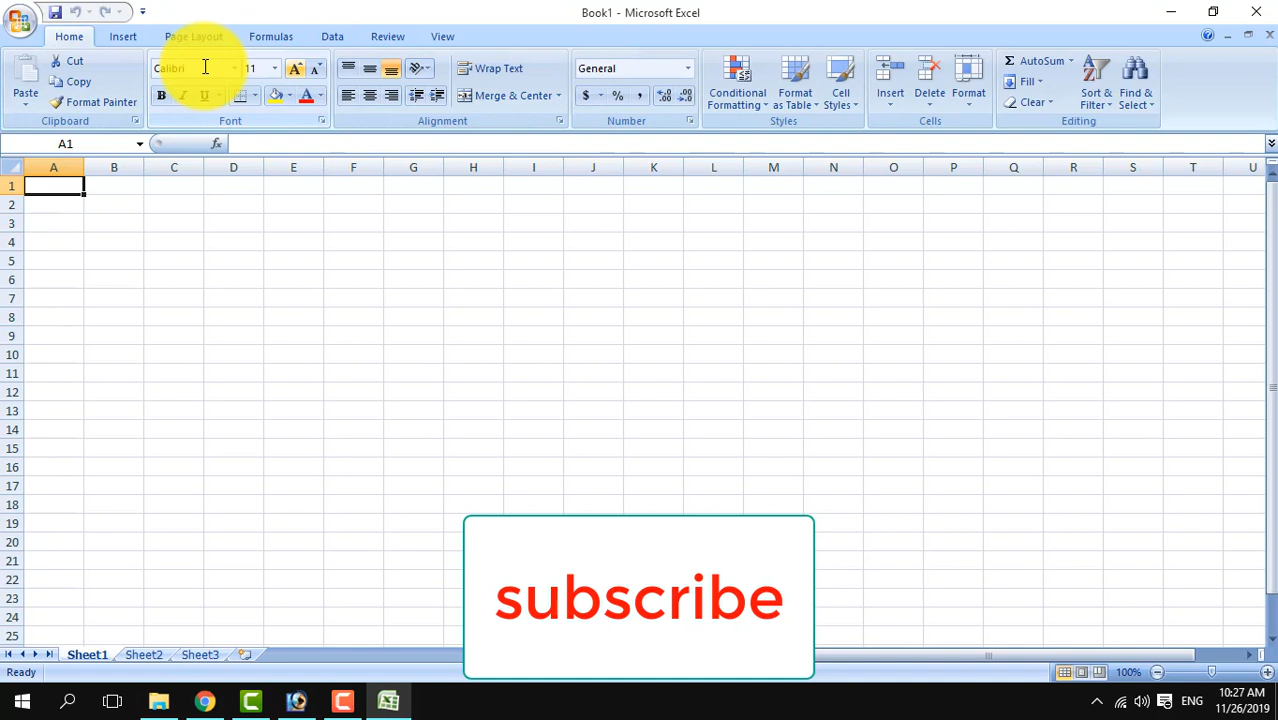 Book1 - Microsoft Excel
Home Insert Page Layout Formulas Data Review View
Cut
Copy
Format Painter
Paste
Clipboard
Calibri 11
B I U
Font
Wrap Text
Merge & Center
Alignment
General
$ % ,
Number
Conditional Formatting
Format as Table
Cell Styles
Styles
Insert Delete Format
Cells
Σ AutoSum
Fill
Clear
Sort & Filter
Find & Select
Editing
A1 fx
A B C D E F G H I J K L M N O P Q R S T U
1
2
3
4
5
6
7
8
9
10
11
12
13
14
15
16
17
18
19
20
21
22
23
24
25
subscribe
Sheet1 Sheet2 Sheet3
Ready 100%
ENG
10:27 AM
11/26/2019